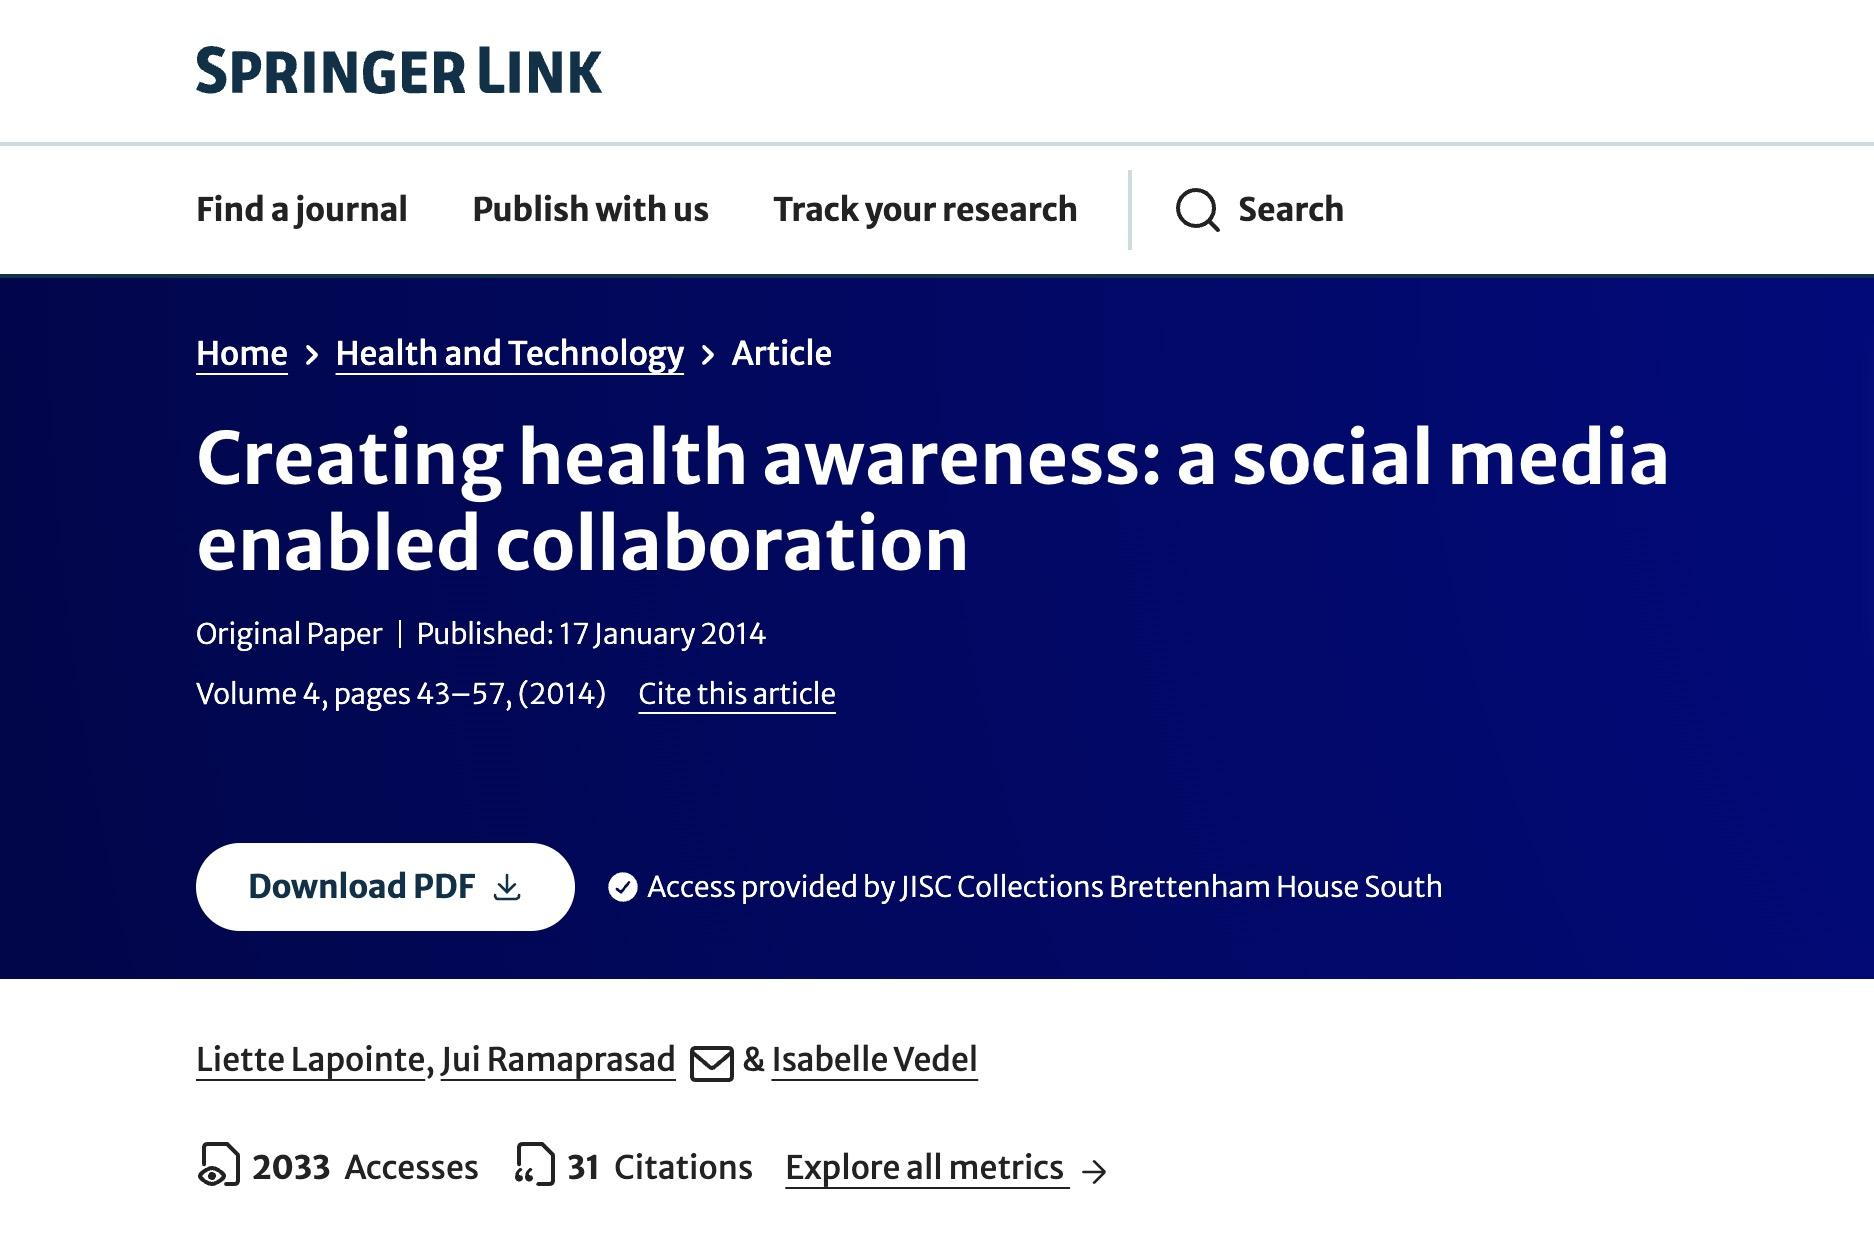 SPRINGER LINK
Find a journal Publish with us Track your research Search
Home > Health and Technology > Article
Creating health awareness: a social media
enabled collaboration
Original Paper | Published: 17 January 2014
Volume 4, pages 43–57, (2014) Cite this article
Download PDF Access provided by JISC Collections Brettenham House South
Liette Lapointe, Jui Ramaprasad & Isabelle Vedel
2033 Accesses 31 Citations Explore all metrics →